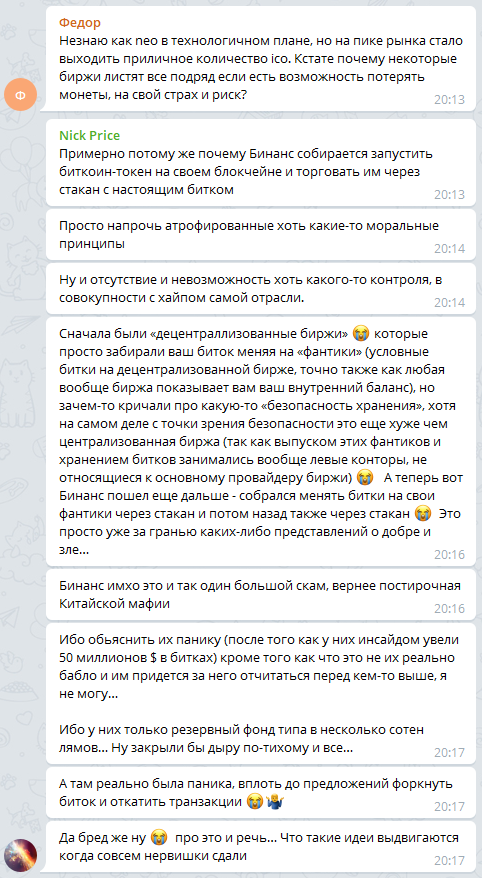 Федор
Незнаю как neo в технологичном плане, но на пике рынка стало
выходить приличное количество ico. Кстате почему некоторые
биржи листят все подряд если есть возможность потерять
монеты, на свой страх и риск?
20:13
Ф
Nick Price
Примерно потому же почему Бинанс собирается запустить
биткоин-токен на своем блокчейне и торговать им через
стакан с настоящим битком
20:13
Просто напрочь атрофированные хоть какие-то моральные
принципы
20:14
Ну и отсутствие и невозможность хоть какого-то контроля, в
совокупности с хайпом самой отрасли.
20:14
Сначала были «децентраллизованные биржи» 😭 которые
просто забирали ваш биток меняя на «фантики» (условные
битки на децентрализованной бирже, точно также как любая
вообще биржа показывает вам ваш внутренний баланс), но
зачем-то кричали про какую-то «безопасность хранения», хотя
на самом деле с точки зрения безопасности это еще хуже чем
централизованная биржа (так как выпуском этих фантиков и
хранением битков занимались вообще левые конторы, не
относящиеся к основному провайдеру биржи) 😭 А теперь вот
Бинанс пошел еще дальше - собрался менять битки на свои
фантики через стакан и потом назад также через стакан 😭 Это
просто уже за гранью каких-либо представлений о добре и
зле...
20:16
Бинанс имхо это и так один большой скам, вернее постирочная
Китайской мафии
20:16
Ибо обьяснить их панику (после того как у них инсайдом увели
50 миллионов $ в битках) кроме того как что это не их реально
бабло и им придется за него отчитаться перед кем-то выше, я
не могу...
Ибо у них только резервный фонд типа в несколько сотен
лямов... Ну закрыли бы дыру по-тихому и все...
20:17
А там реально была паника, вплоть до предложений форкнуть
биток и откатить транзакции 😭🤷‍♂️
20:17
Да бред же ну 😭 про это и речь... Что такие идеи выдвигаются
когда совсем нервишки сдали
20:17